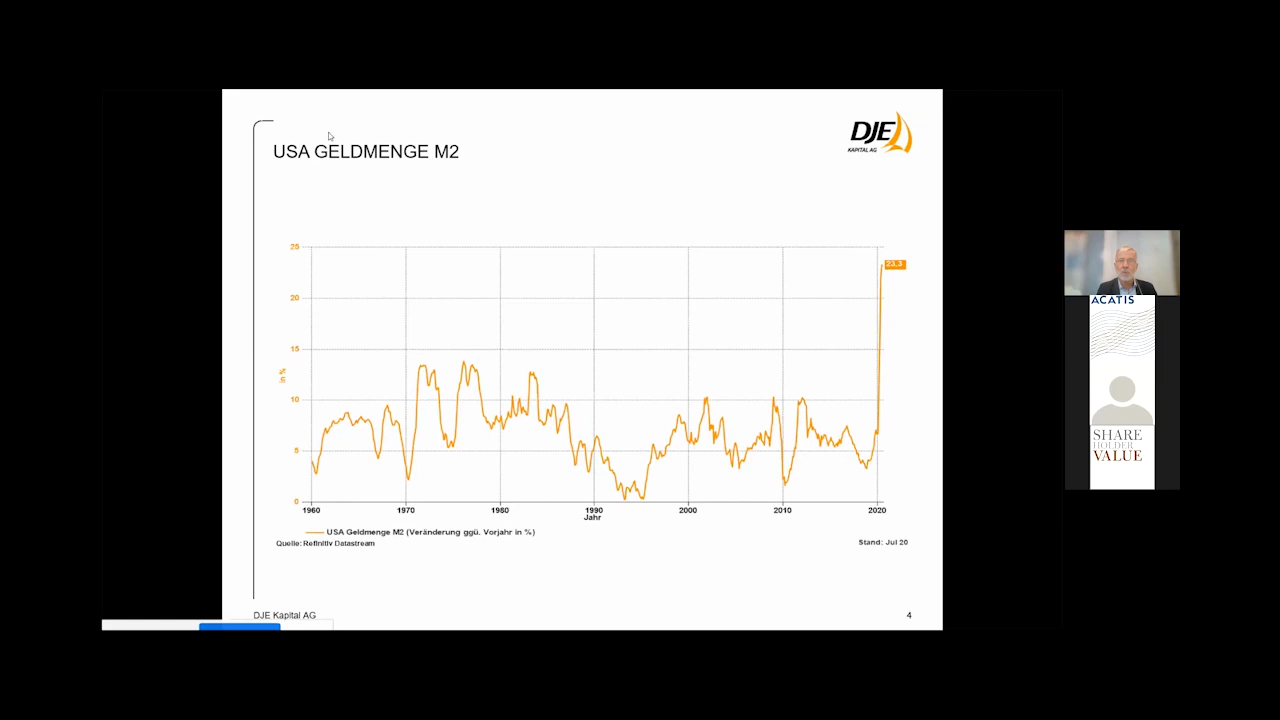 USA GELDMENGE M2
DJE
KAPITAL AG
25
20
15
10
5
0
in %
23,3
1960 1970 1980 1990 2000 2010 2020
Jahr
USA Geldmenge M2 (Veränderung ggü. Vorjahr in %)
Quelle: Refinitiv Datastream
Stand: Jul 20
DJE Kapital AG
4
ACATIS
SHARE
HOLDER
VALUE